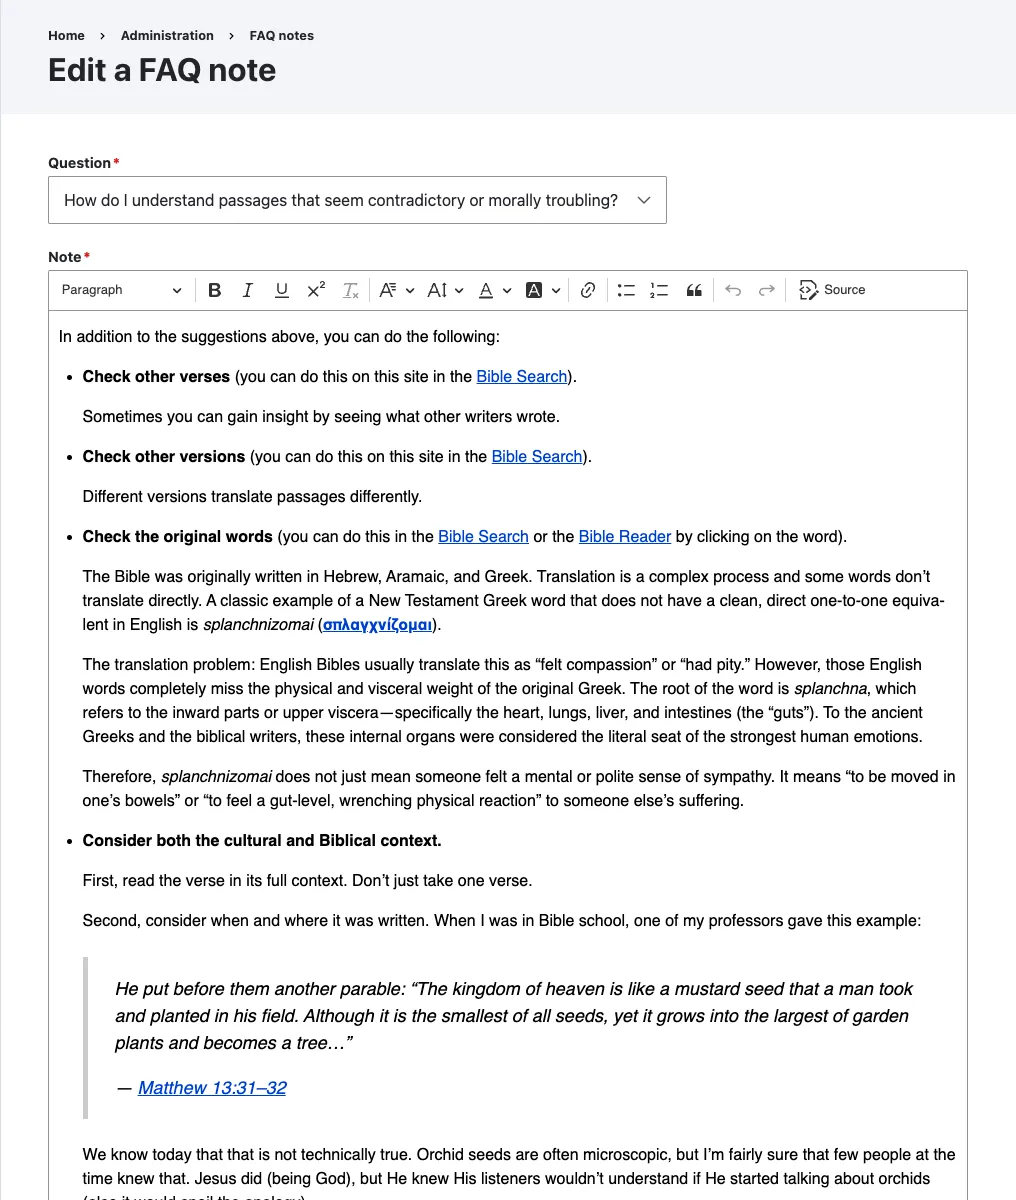 Home > Administration > FAQ notes
Edit a FAQ note
Question*
How do I understand passages that seem contradictory or morally troubling?
Note*
Paragraph B I U x² Tx A A A A Source
In addition to the suggestions above, you can do the following:
• Check other verses (you can do this on this site in the Bible Search).
Sometimes you can gain insight by seeing what other writers wrote.
• Check other versions (you can do this on this site in the Bible Search).
Different versions translate passages differently.
• Check the original words (you can do this in the Bible Search or the Bible Reader by clicking on the word).
The Bible was originally written in Hebrew, Aramaic, and Greek. Translation is a complex process and some words don’t
translate directly. A classic example of a New Testament Greek word that does not have a clean, direct one-to-one equiva-
lent in English is splanchnizomai (σπλαγχνίζομαι).
The translation problem: English Bibles usually translate this as “felt compassion” or “had pity.” However, those English
words completely miss the physical and visceral weight of the original Greek. The root of the word is splanchna, which
refers to the inward parts or upper viscera—specifically the heart, lungs, liver, and intestines (the “guts”). To the ancient
Greeks and the biblical writers, these internal organs were considered the literal seat of the strongest human emotions.
Therefore, splanchnizomai does not just mean someone felt a mental or polite sense of sympathy. It means “to be moved in
one’s bowels” or “to feel a gut-level, wrenching physical reaction” to someone else’s suffering.
• Consider both the cultural and Biblical context.
First, read the verse in its full context. Don’t just take one verse.
Second, consider when and where it was written. When I was in Bible school, one of my professors gave this example:
He put before them another parable: “The kingdom of heaven is like a mustard seed that a man took
and planted in his field. Although it is the smallest of all seeds, yet it grows into the largest of garden
plants and becomes a tree…”
— Matthew 13:31–32
We know today that that is not technically true. Orchid seeds are often microscopic, but I’m fairly sure that few people at the
time knew that. Jesus did (being God), but He knew His listeners wouldn’t understand if He started talking about orchids